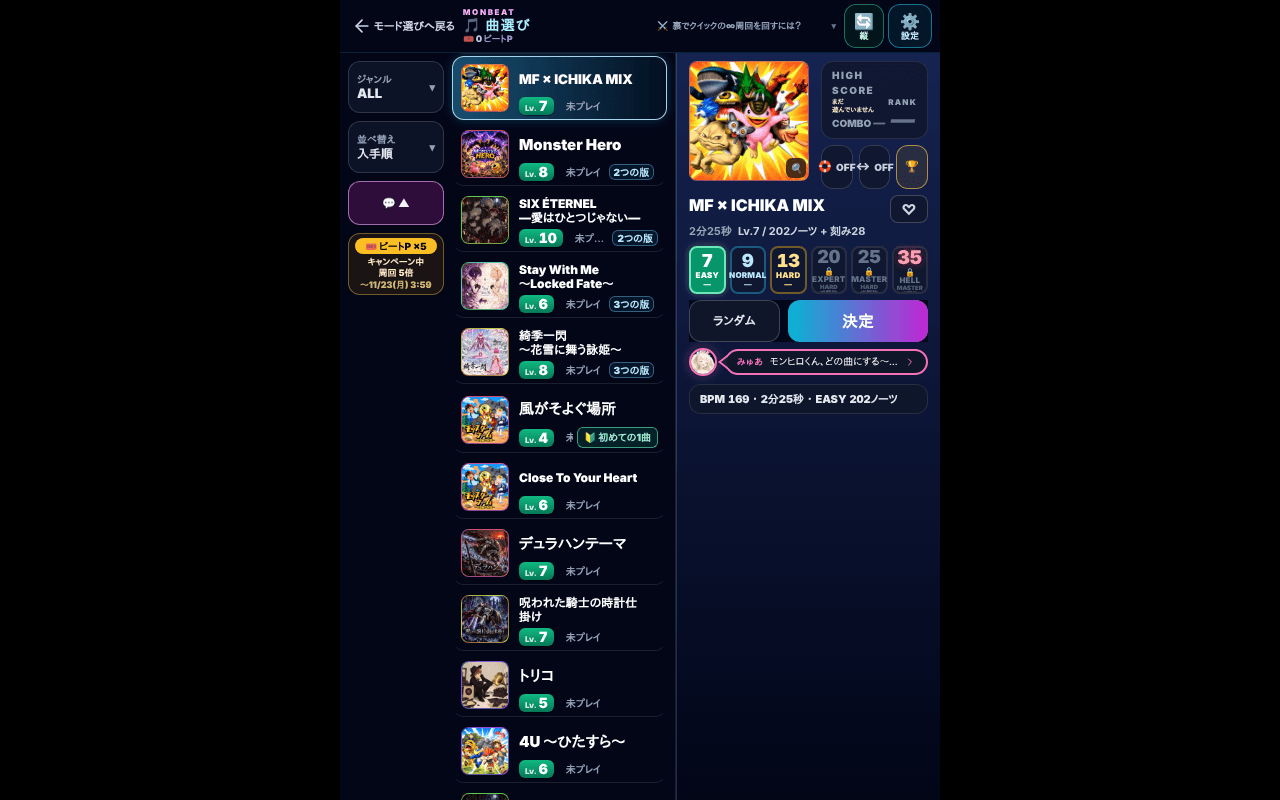 モード選びへ戻る
MONBEAT
🎵 曲選び
🎟️ 0 ビートP
⚔️ 裏でクイックの∞周回を回すには?
▼
🔄
縦
⚙️
設定
ジャンル
ALL
▼
並べ替え
入手順
▼
💬 ▲
🎟️ ビートP ×5
キャンペーン中
周回 5倍
〜11/23(月) 3:59
MF × ICHIKA MIX
Lv. 7 未プレイ
Monster Hero
Lv. 8 未プレイ 2つの版
SIX ÉTERNEL
―愛はひとつじゃない―
Lv. 10 未プ… 2つの版
Stay With Me
〜Locked Fate〜
Lv. 6 未プレイ 3つの版
綺季一閃
〜花雪に舞う詠姫〜
Lv. 8 未プレイ 3つの版
風がそよぐ場所
Lv. 4 🔰 初めての1曲
Close To Your Heart
Lv. 6 未プレイ
デュラハンテーマ
Lv. 7 未プレイ
呪われた騎士の時計仕
掛け
Lv. 7 未プレイ
トリコ
Lv. 5 未プレイ
4U 〜ひたすら〜
Lv. 6 未プレイ
HIGH
SCORE
まだ
遊んでいません
RANK
COMBO —
—
🛟 OFF
↔ OFF
🏆
MF × ICHIKA MIX
2分25秒 Lv.7 / 202ノーツ + 刻み28
7
EASY
—
9
NORMAL
—
13
HARD
—
20
🔒
EXPERT
HARD
25
🔒
MASTER
HARD
35
🔒
HELL
MASTER
ランダム
決定
みゅあ モンヒロくん、どの曲にする〜…
BPM 169・2分25秒・EASY 202ノーツ